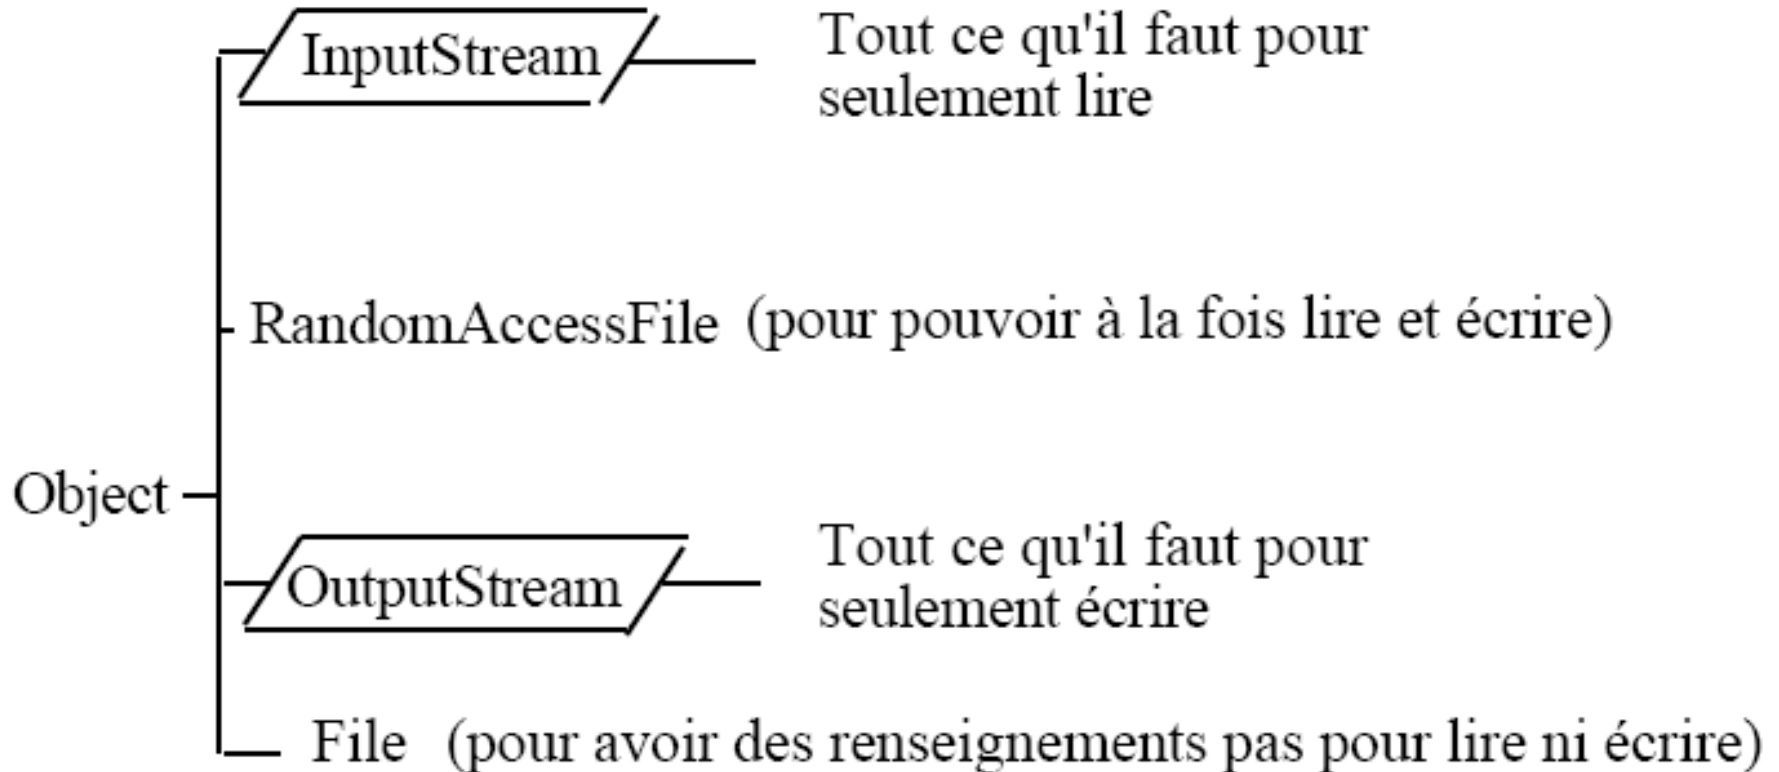 InputStream
Tout ce qu'il faut pour
seulement lire
RandomAccessFile (pour pouvoir à la fois lire et écrire)
Object
OutputStream
Tout ce qu'il faut pour
seulement écrire
File (pour avoir des renseignements pas pour lire ni écrire)